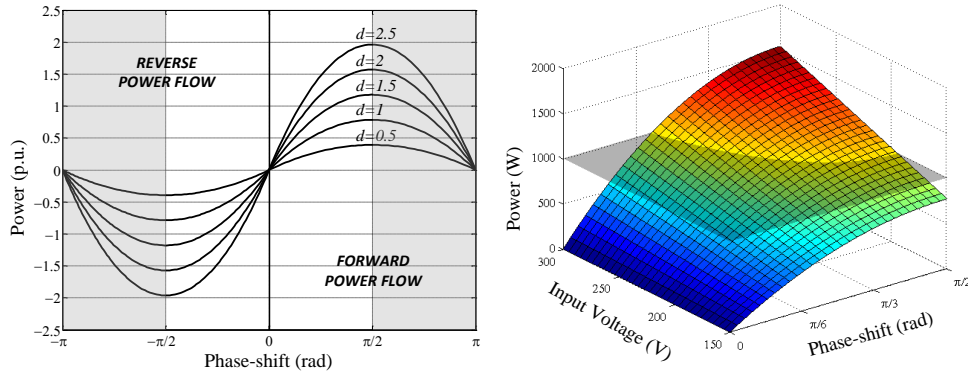 2.5
2
1.5
1
0.5
0
−0.5
−1
−1.5
−2
−2.5
Power (p.u.)
REVERSE
POWER FLOW
d=2.5
d=2
d=1.5
d=1
d=0.5
FORWARD
POWER FLOW
−π
−π/2
0
π/2
π
Phase-shift (rad)
2000
1500
1000
500
0
Power (W)
300
250
200
150
Input Voltage (V)
0
π/6
π/3
π/2
Phase-shift (rad)